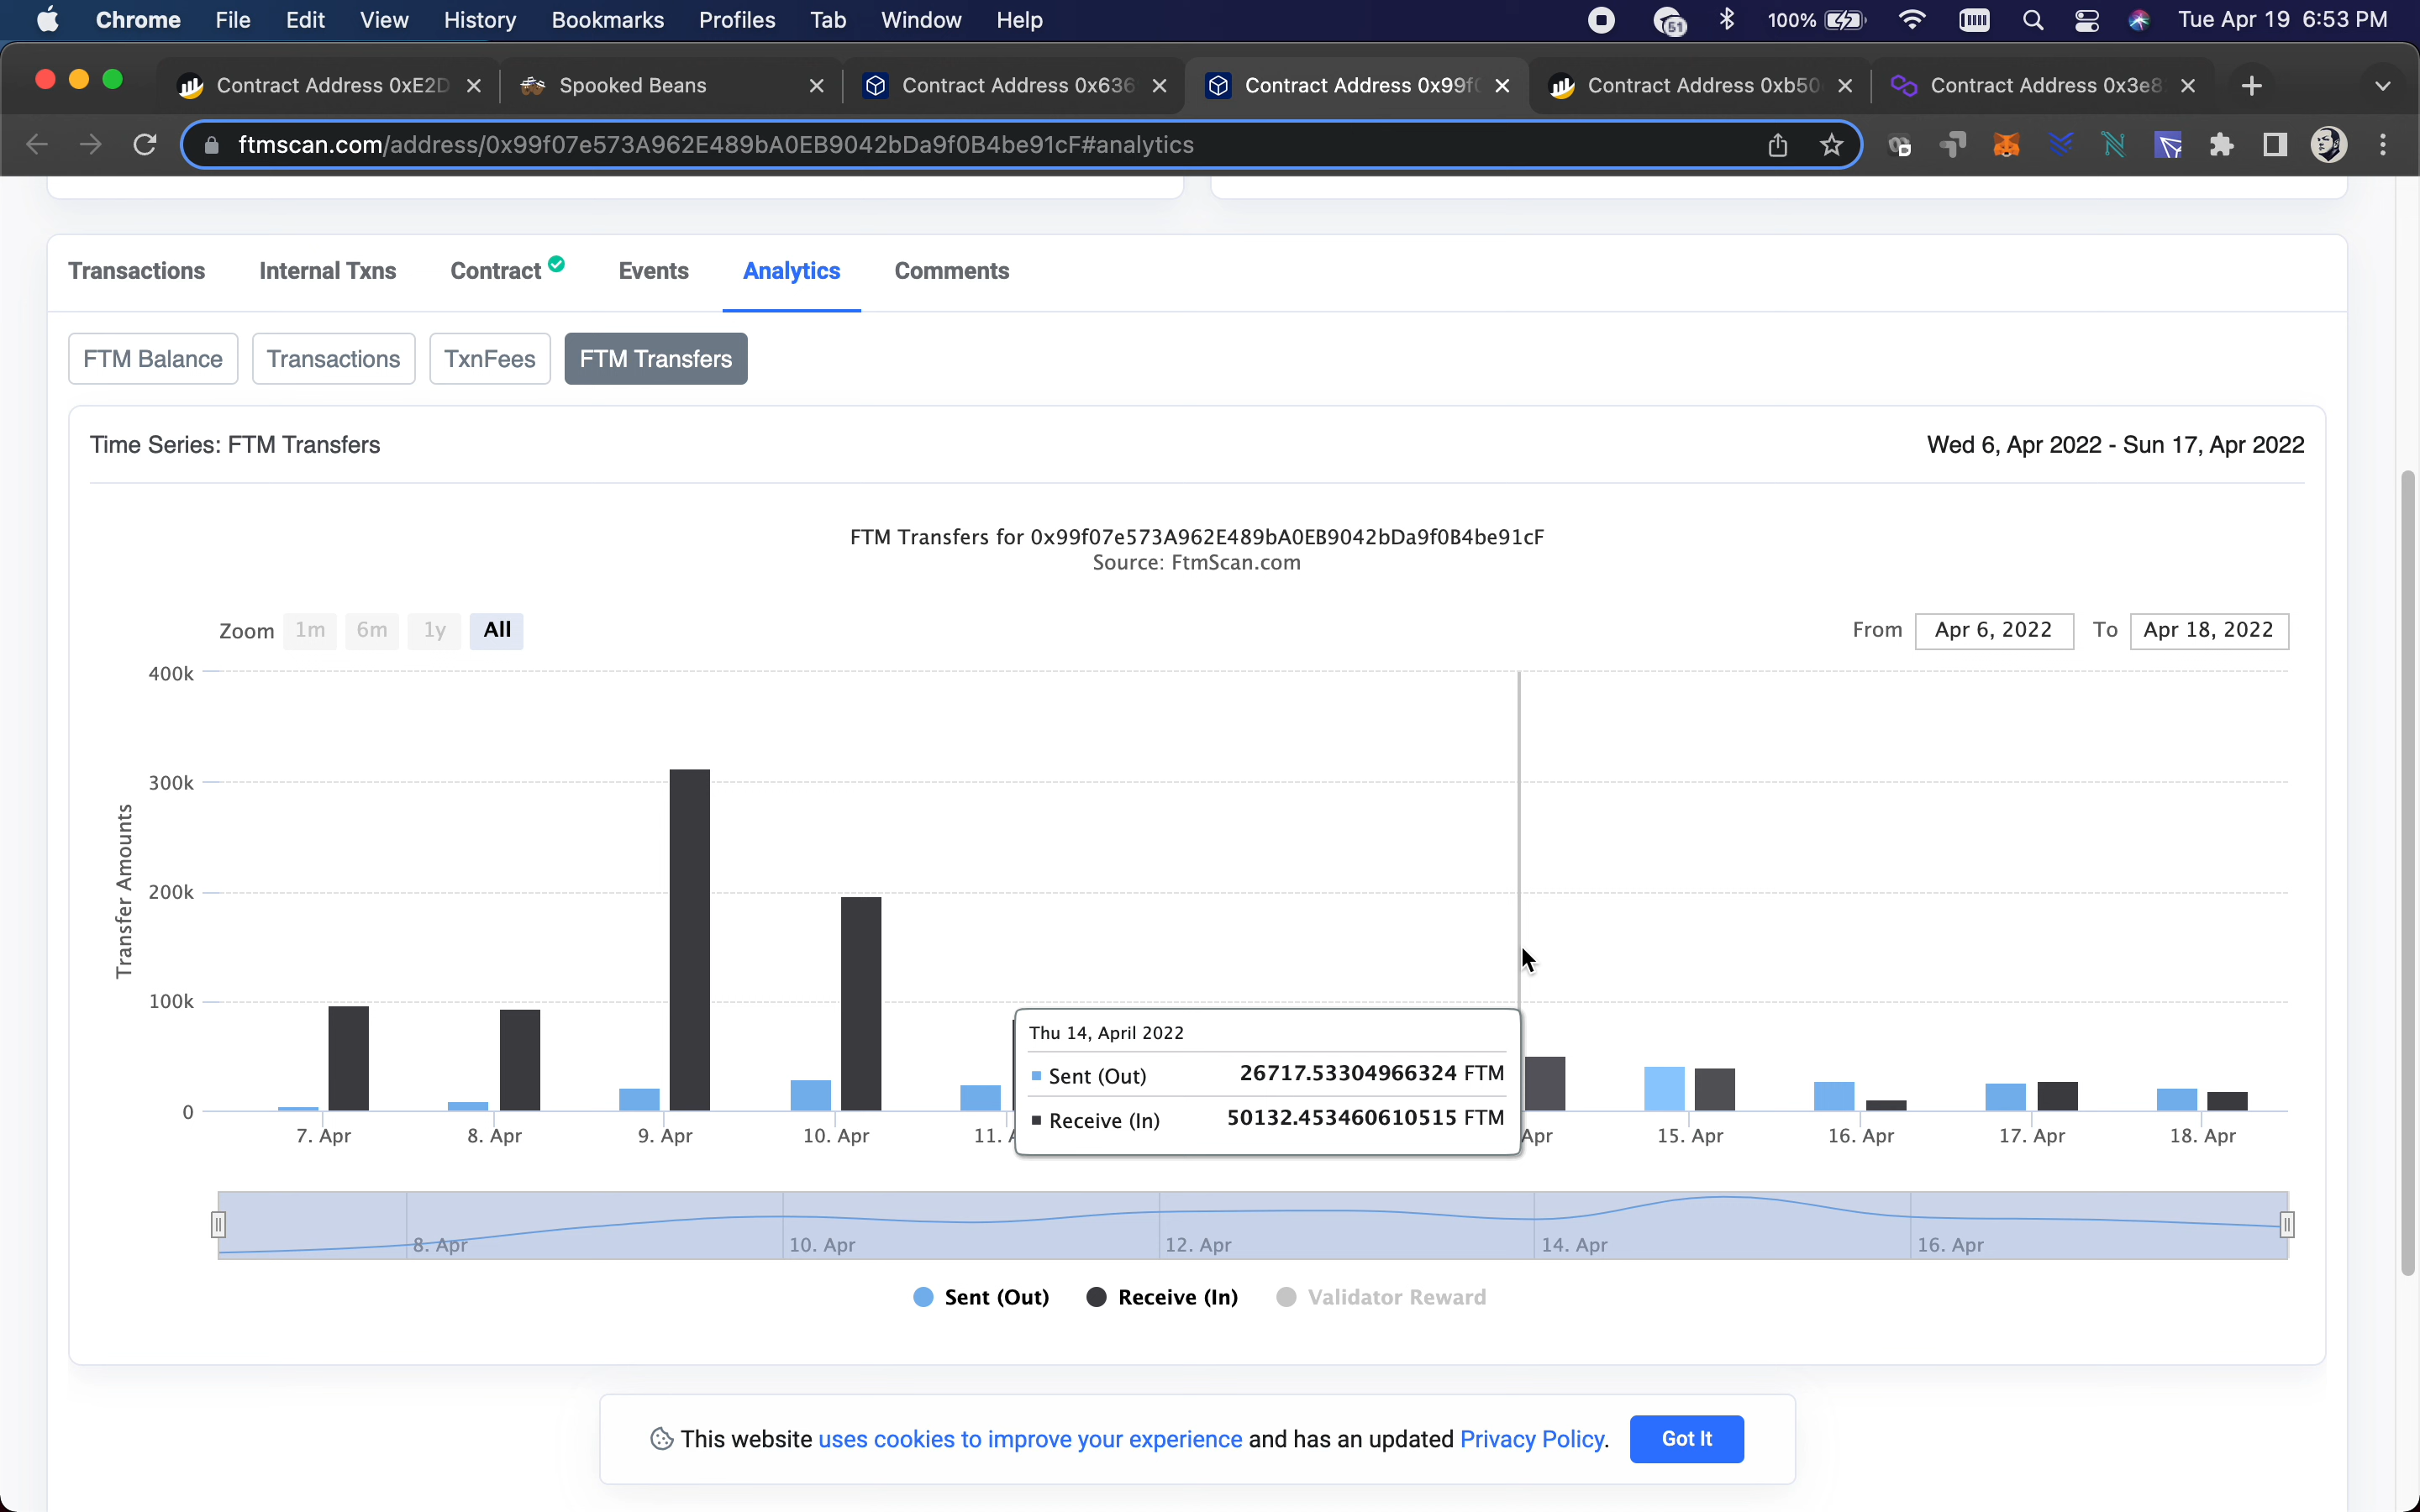 Chrome File Edit View History Bookmarks Profiles Tab Window Help 51 100% Tue Apr 19 6:53 PM
Contract Address 0xE2D Spooked Beans Contract Address 0x636 Contract Address 0x99f Contract Address 0xb50 Contract Address 0x3e8
ftmscan.com/address/0x99f07e573A962E489bA0EB9042bDa9f0B4be91cF#analytics
Transactions Internal Txns Contract Events Analytics Comments
FTM Balance Transactions TxnFees FTM Transfers
Time Series: FTM Transfers Wed 6, Apr 2022 - Sun 17, Apr 2022
FTM Transfers for 0x99f07e573A962E489bA0EB9042bDa9f0B4be91cF
Source: FtmScan.com
Zoom 1m 6m 1y All From Apr 6, 2022 To Apr 18, 2022
Transfer Amounts
400k
300k
200k
100k
0
Thu 14, April 2022
Sent (Out) 26717.53304966324 FTM
Receive (In) 50132.453460610515 FTM
7. Apr 8. Apr 9. Apr 10. Apr 11. Apr 15. Apr 16. Apr 17. Apr 18. Apr
8. Apr 10. Apr 12. Apr 14. Apr 16. Apr
Sent (Out) Receive (In) Validator Reward
This website uses cookies to improve your experience and has an updated Privacy Policy. Got It